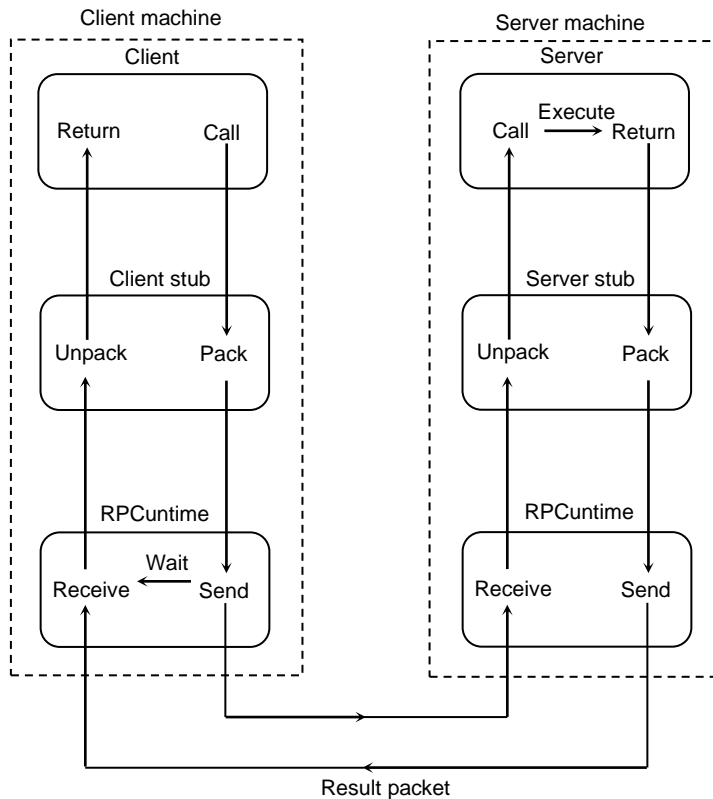 Client machine
Server machine
Client
Server
Return
Call
Call
Execute
Return
Client stub
Server stub
Unpack
Pack
Unpack
Pack
RPCuntime
RPCuntime
Receive
Wait
Send
Receive
Send
Result packet